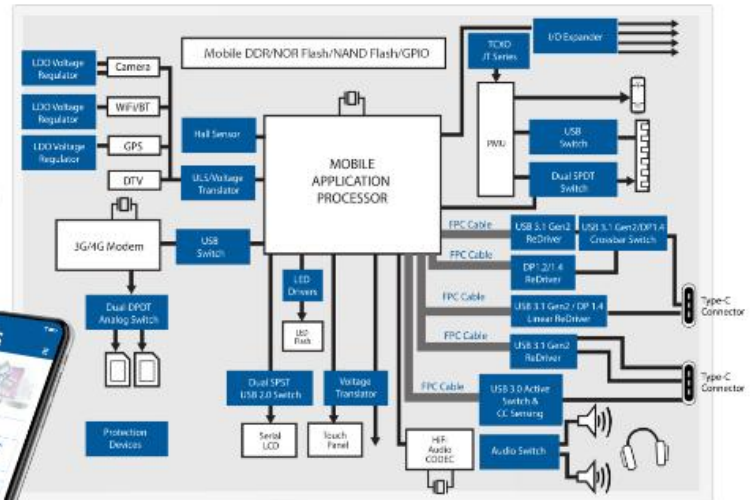 Mobile DDR/NOR Flash/NAND Flash/GPIO
TCXO
JT Series
I/O Expander
LDO Voltage
Regulator
Camera
LDO Voltage
Regulator
WiFi/BT
LDO Voltage
Regulator
GPS
DTV
Hall Sensor
ULS/Voltage
Translator
MOBILE
APPLICATION
PROCESSOR
PMU
USB
Switch
Dual SPDT
Switch
3G/4G Modem
USB
Switch
FPC Cable
USB 3.1 Gen2
ReDriver
USB 3.1 Gen2/DP1.4
Crossbar Switch
FPC Cable
DP1.2/1.4
ReDriver
LED
Drivers
LED
Flash
Dual DPDT
Analog Switch
FPC Cable
USB 3.1 Gen2 / DP 1.4
Linear ReDriver
Type-C
Connector
FPC Cable
USB 3.1 Gen2
ReDriver
Type-C
Connector
FPC Cable
USB 3.0 Active
Switch &
CC Sensing
Dual SPST
USB 2.0 Switch
Voltage
Translator
Serial
LCD
Touch
Panel
HiFi
Audio
CODEC
Audio Switch
Protection
Devices